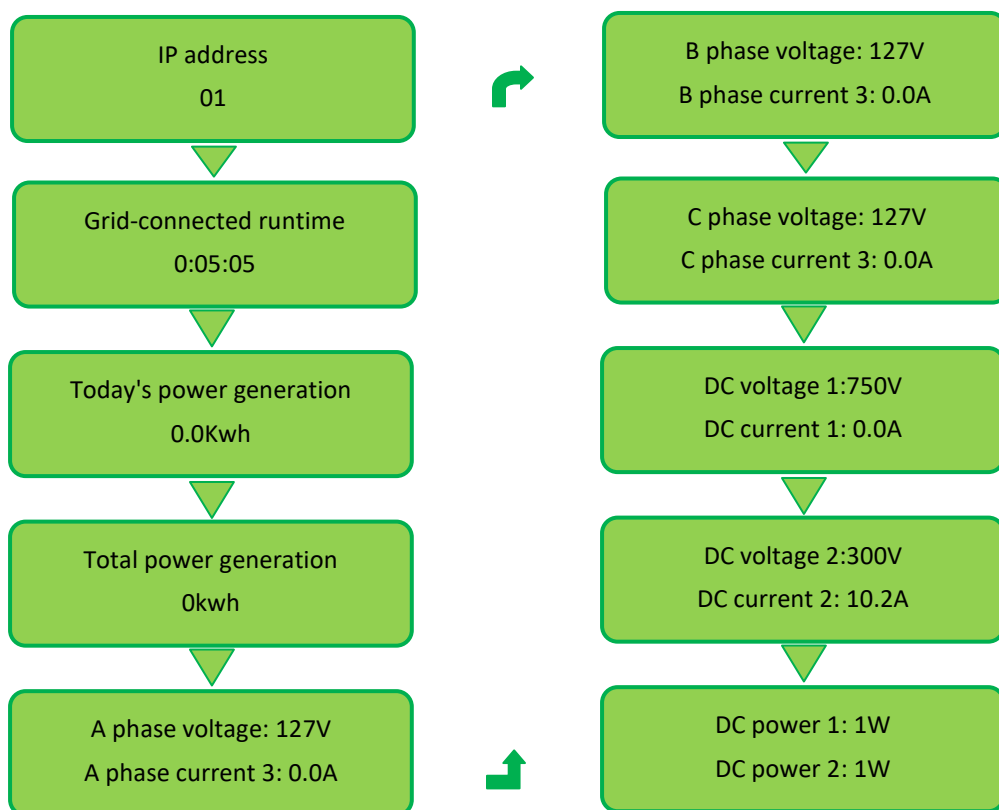 IP address
01
Grid-connected runtime
0:05:05
Today's power generation
0.0Kwh
Total power generation
0kwh
A phase voltage: 127V
A phase current 3: 0.0A
B phase voltage: 127V
B phase current 3: 0.0A
C phase voltage: 127V
C phase current 3: 0.0A
DC voltage 1:750V
DC current 1: 0.0A
DC voltage 2:300V
DC current 2: 10.2A
DC power 1: 1W
DC power 2: 1W